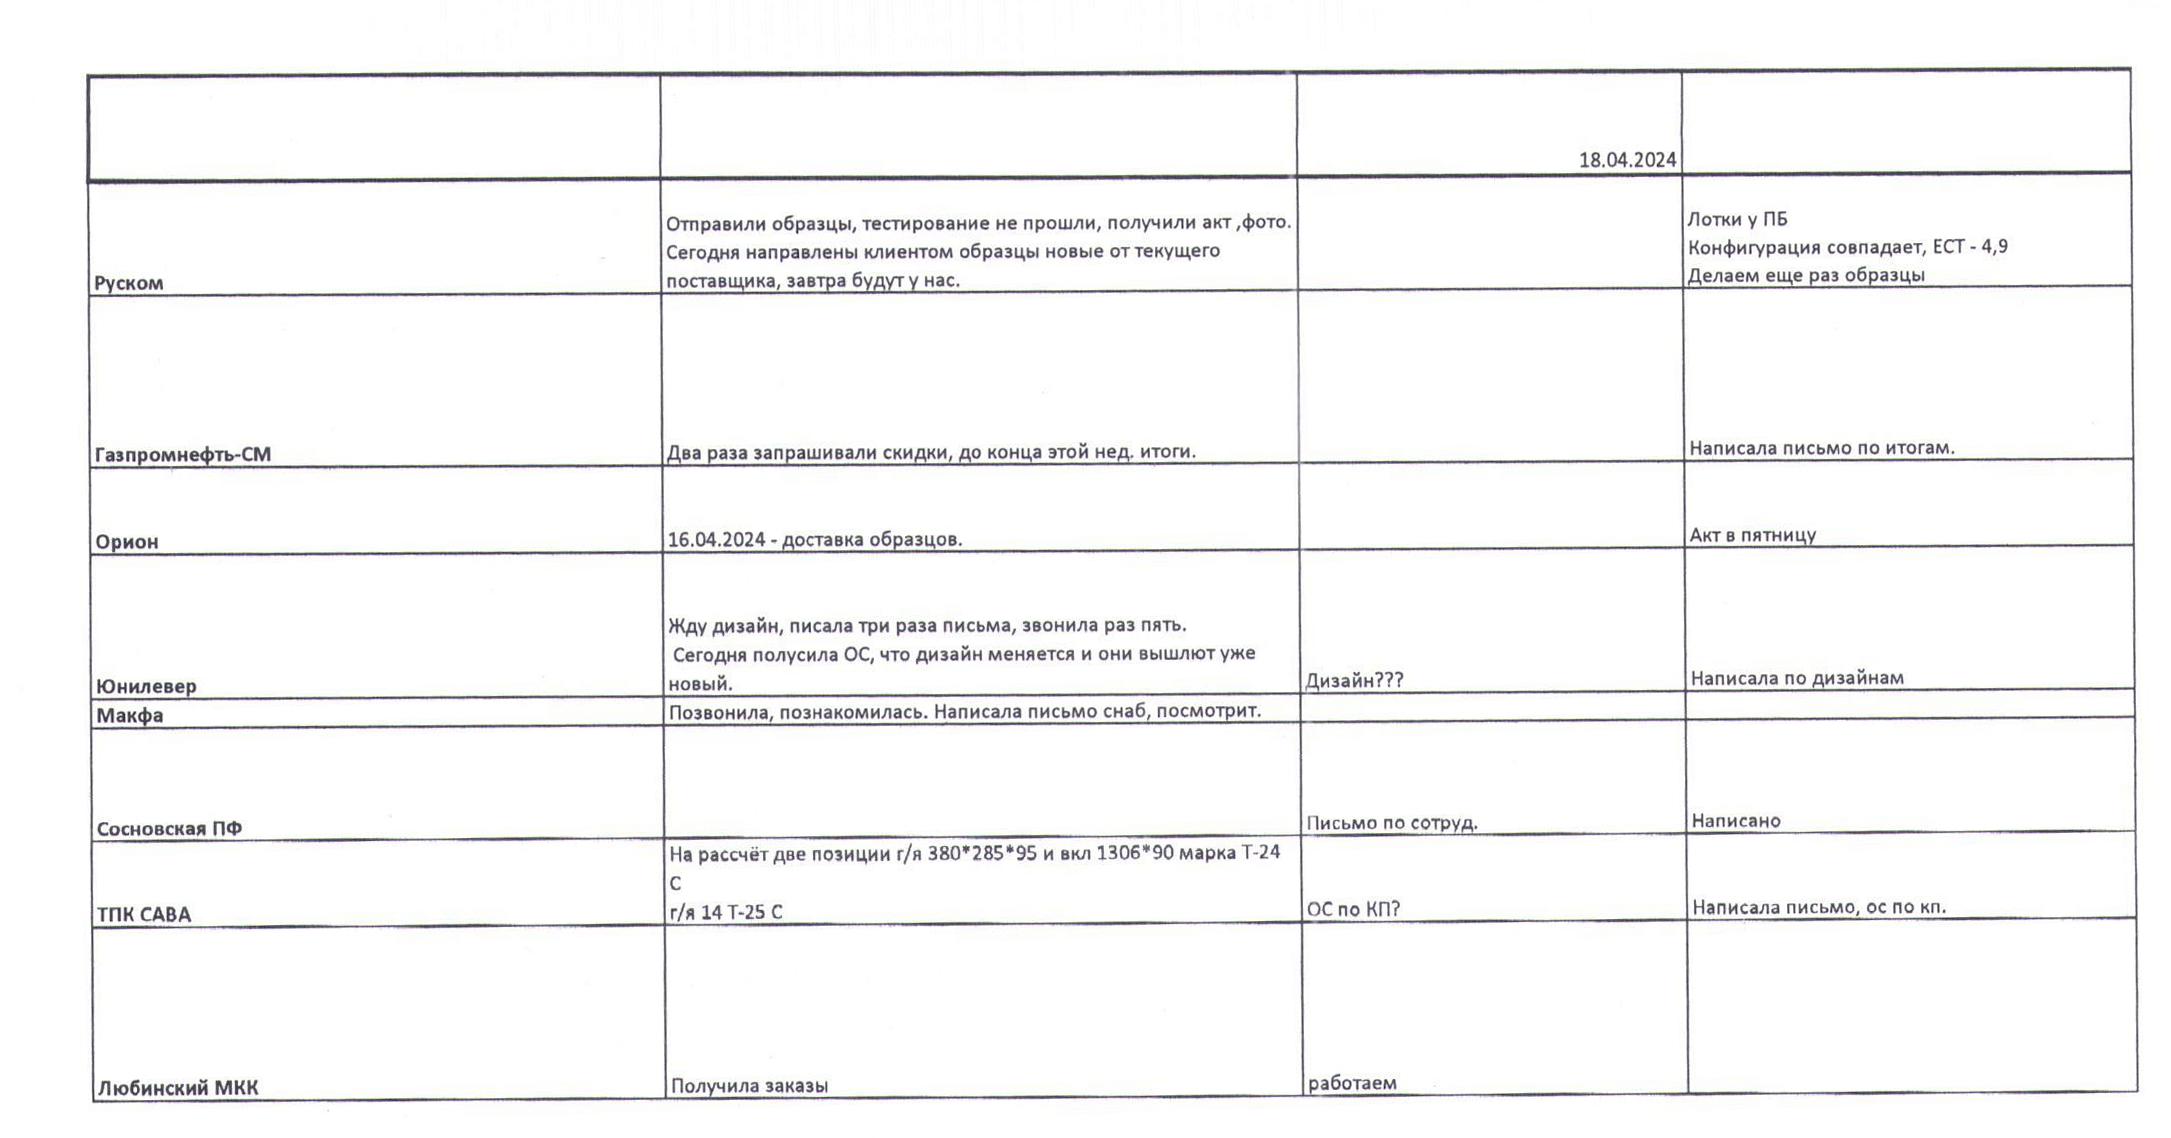 18.04.2024
Руском
Отправили образцы, тестирование не прошли, получили акт ,фото.
Сегодня направлены клиентом образцы новые от текущего
поставщика, завтра будут у нас.
Лотки у ПБ
Конфигурация совпадает, ЕСТ - 4,9
Делаем еще раз образцы
Газпромнефть-СМ
Два раза запрашивали скидки, до конца этой нед. итоги.
Написала письмо по итогам.
Орион
16.04.2024 - доставка образцов.
Акт в пятницу
Юнилевер
Жду дизайн, писала три раза письма, звонила раз пять.
Сегодня полусила ОС, что дизайн меняется и они вышлют уже
новый.
Дизайн???
Написала по дизайнам
Макфа
Позвонила, познакомилась. Написала письмо снаб, посмотрит.
Сосновская ПФ
Письмо по сотруд.
Написано
ТПК САВА
На рассчёт две позиции г/я 380*285*95 и вкл 1306*90 марка Т-24
С
г/я 14 Т-25 С
ОС по КП?
Написала письмо, ос по кп.
Любинский МКК
Получила заказы
работаем